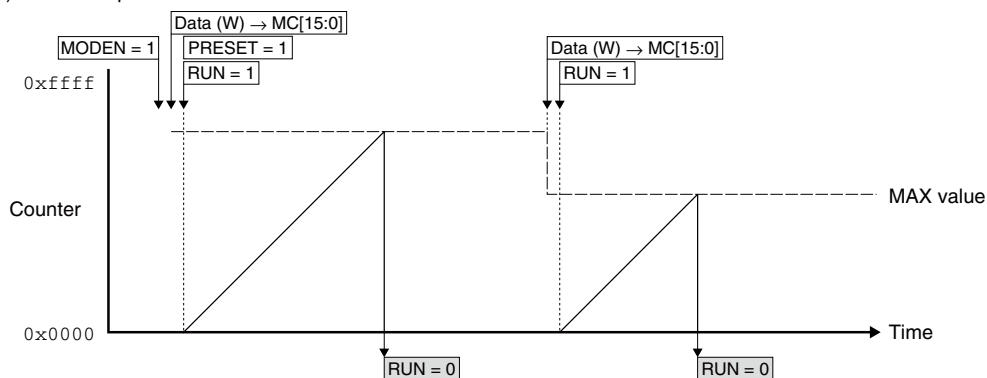 Data (W) → MC[15:0]
MODEN = 1
PRESET = 1
RUN = 1
Data (W) → MC[15:0]
RUN = 1
0xffff
Counter
MAX value
0x0000
Time
RUN = 0
RUN = 0